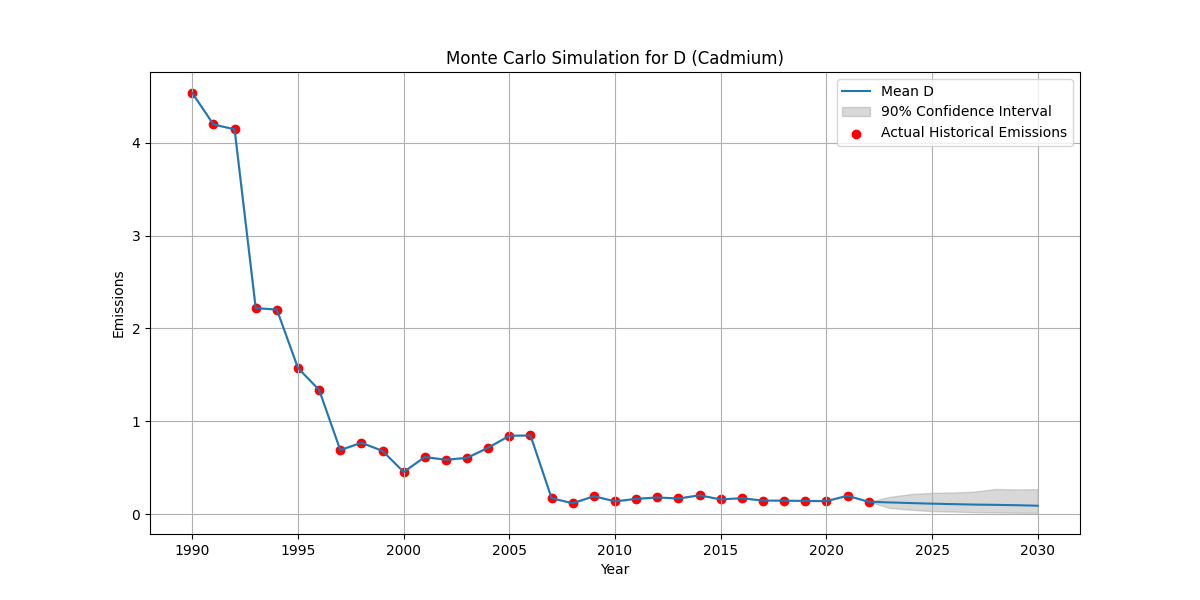 Monte Carlo Simulation for D (Cadmium)
Mean D
90% Confidence Interval
Actual Historical Emissions
4
3
2
1
0
Emissions
1990 1995 2000 2005 2010 2015 2020 2025 2030
Year